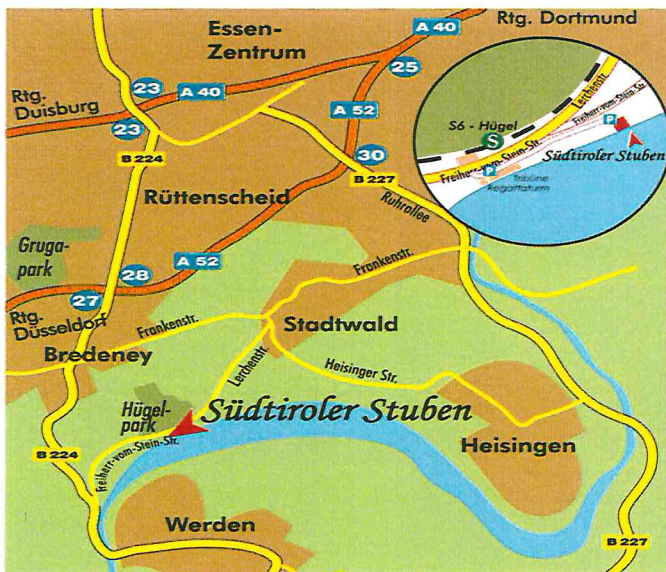 Rtg. Dortmund
Essen-
Zentrum
A 40
25
Rtg.
Duisburg
23
A 40
23
A 52
B 224
30
B 227
Rüttenscheid
Ruhrallee
Gruga-
park
28
A 52
27
Rtg.
Düsseldorf
Frankenstr.
Frankenstr.
Stadtwald
Bredeney
Lerchenstr.
Heisinger Str.
Hügel-
park
Südtiroler Stuben
Freiherr-vom-Stein-Str.
B 224
Heisingen
Werden
B 227
Lerchenstr.
Freiherr-vom-Stein-Str.
S6 - Hügel
S
P
Südtiroler Stuben
Freiherr-vom-Stein-Str.
P
Tribüne
Regattaturm